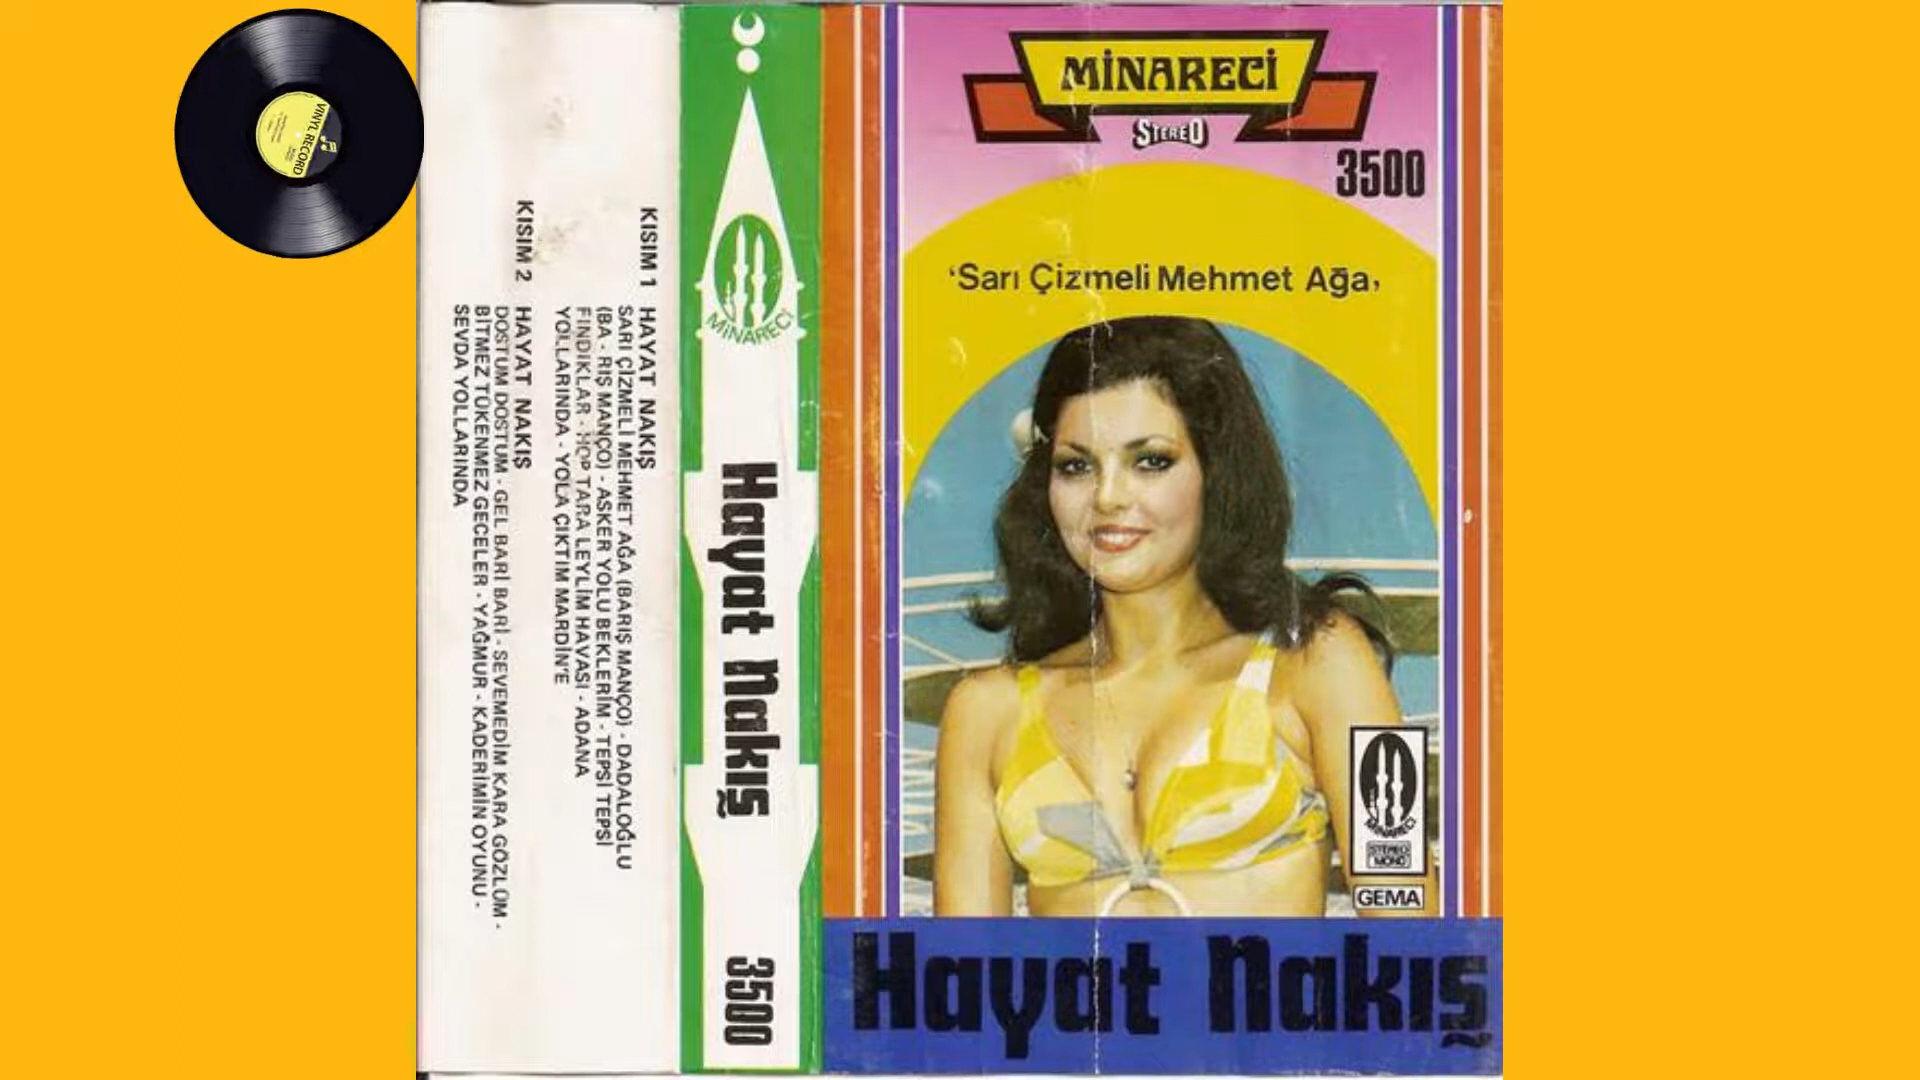 VINYL RECORD
KISIM 1 HAYAT NAKIŞ
SARI ÇİZMELİ MEHMET AĞA (BARIŞ MANÇO) - DADALOĞLU
(BA - RIŞ MANÇO) - ASKER YOLU BEKLERİM - TEPSİ TEPSİ
FINDIKLAR - HOP TARA LEYLİM HAVASI - ADANA
YOLLARINDA - YOLA ÇIKTIM MARDİN'E
KISIM 2 HAYAT NAKIŞ
DOSTUM DOSTUM - GEL BARİ BARİ - SEVEMEDİM KARA GÖZLÜM -
BİTMEZ TÜKENMEZ GECELER - YAĞMUR - KADERİMİN OYUNU -
SEVDA YOLLARINDA
MİNARECİ
Hayat Nakış
3500
MİNARECİ
STEREO
3500
‘Sarı Çizmeli Mehmet Ağa,
MİNARECİ
STEREO
MONO
GEMA
Hayat Nakış